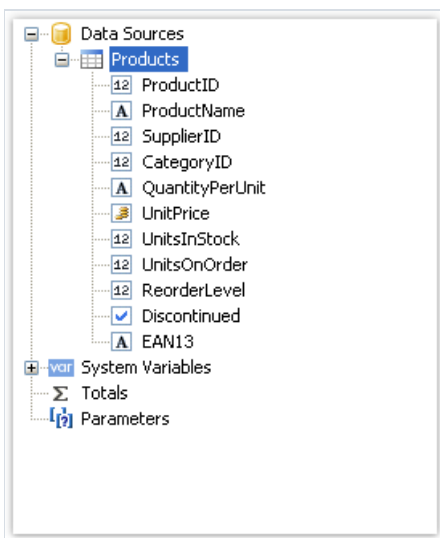 Data Sources
Products
12 ProductID
A ProductName
12 SupplierID
12 CategoryID
A QuantityPerUnit
UnitPrice
12 UnitsInStock
12 UnitsOnOrder
12 ReorderLevel
Discontinued
A EAN13
var System Variables
Σ Totals
[?] Parameters